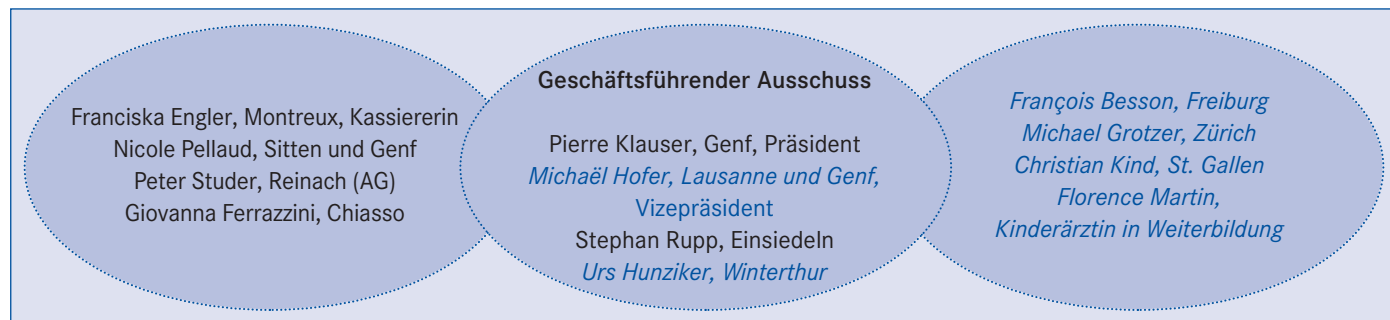 Franciska Engler, Montreux, Kassiererin
Nicole Pellaud, Sitten und Genf
Peter Studer, Reinach (AG)
Giovanna Ferrazzini, Chiasso
Geschäftsführender Ausschuss
Pierre Klauser, Genf, Präsident
Michaël Hofer, Lausanne und Genf,
Vizepräsident
Stephan Rupp, Einsiedeln
Urs Hunziker, Winterthur
François Besson, Freiburg
Michael Grotzer, Zürich
Christian Kind, St. Gallen
Florence Martin,
Kinderärztin in Weiterbildung